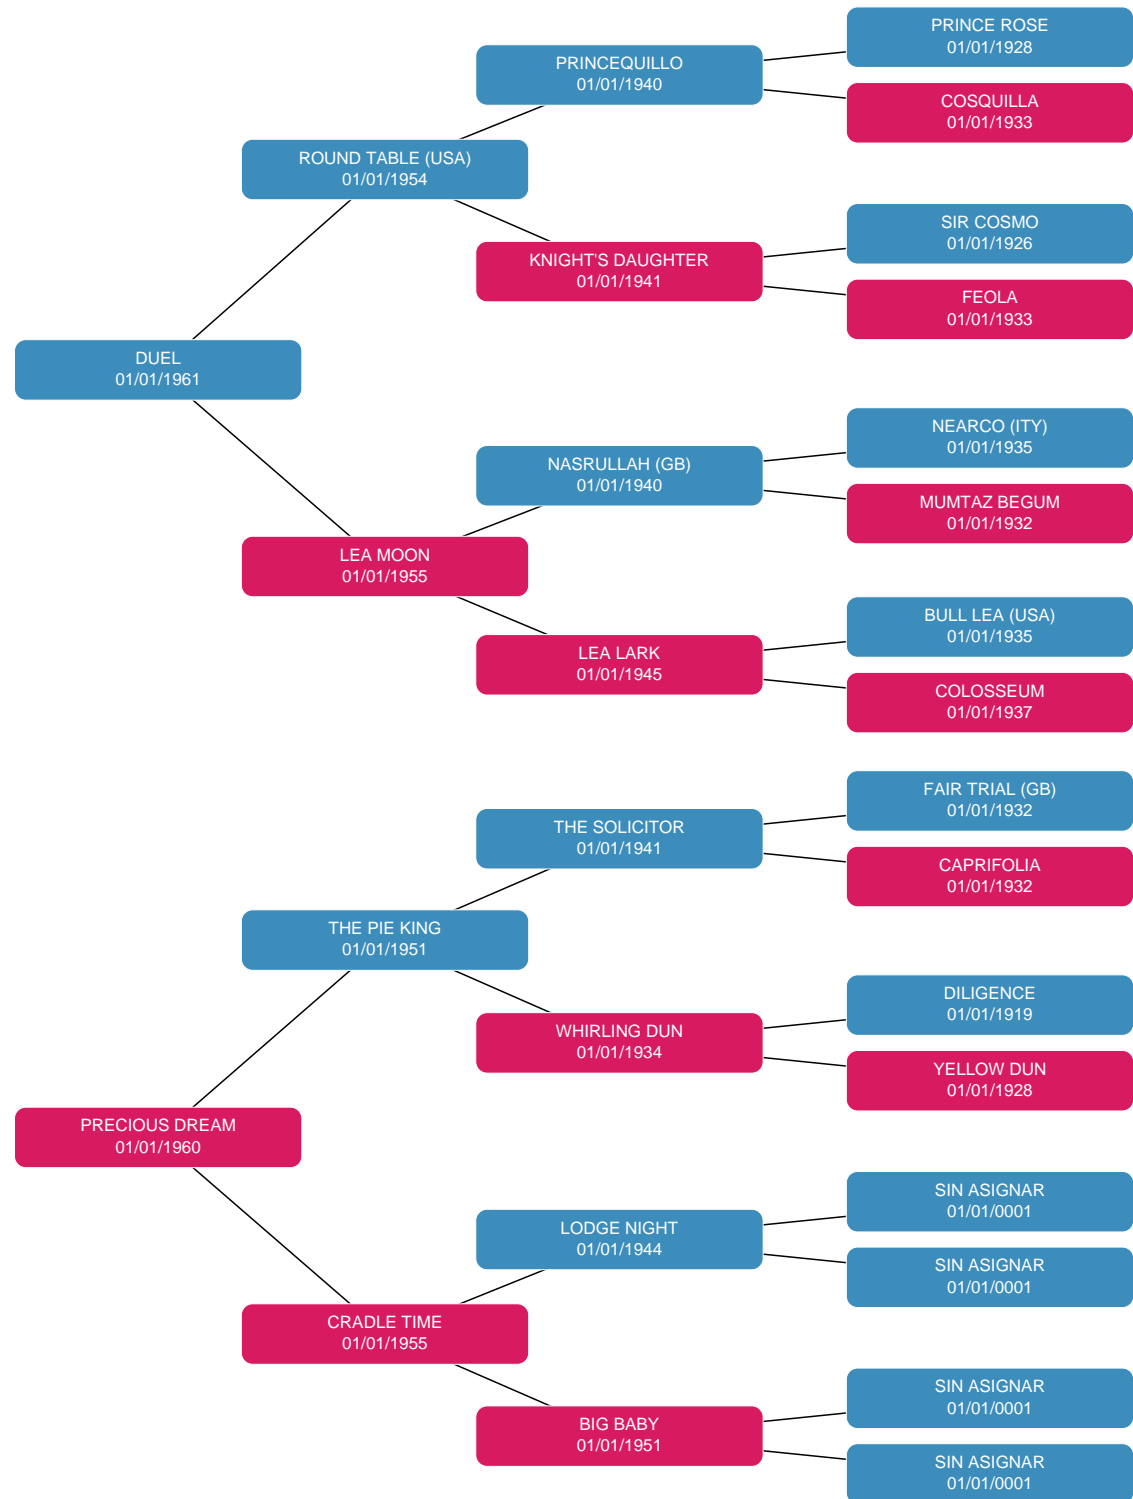 PRINCE ROSE
01/01/1928
PRINCEQUILLO
01/01/1940
COSQUILLA
01/01/1933
ROUND TABLE (USA)
01/01/1954
SIR COSMO
01/01/1926
KNIGHT'S DAUGHTER
01/01/1941
FEOLA
01/01/1933
DUEL
01/01/1961
NEARCO (ITY)
01/01/1935
NASRULLAH (GB)
01/01/1940
MUMTAZ BEGUM
01/01/1932
LEA MOON
01/01/1955
BULL LEA (USA)
01/01/1935
LEA LARK
01/01/1945
COLOSSEUM
01/01/1937
FAIR TRIAL (GB)
01/01/1932
THE SOLICITOR
01/01/1941
CAPRIFOLIA
01/01/1932
THE PIE KING
01/01/1951
DILIGENCE
01/01/1919
WHIRLING DUN
01/01/1934
YELLOW DUN
01/01/1928
PRECIOUS DREAM
01/01/1960
SIN ASIGNAR
01/01/0001
LODGE NIGHT
01/01/1944
SIN ASIGNAR
01/01/0001
CRADLE TIME
01/01/1955
SIN ASIGNAR
01/01/0001
BIG BABY
01/01/1951
SIN ASIGNAR
01/01/0001